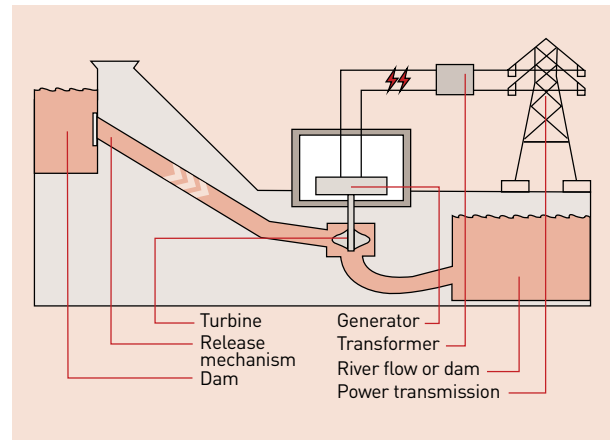 Turbine
Release
mechanism
Dam
Generator
Transformer
River flow or dam
Power transmission